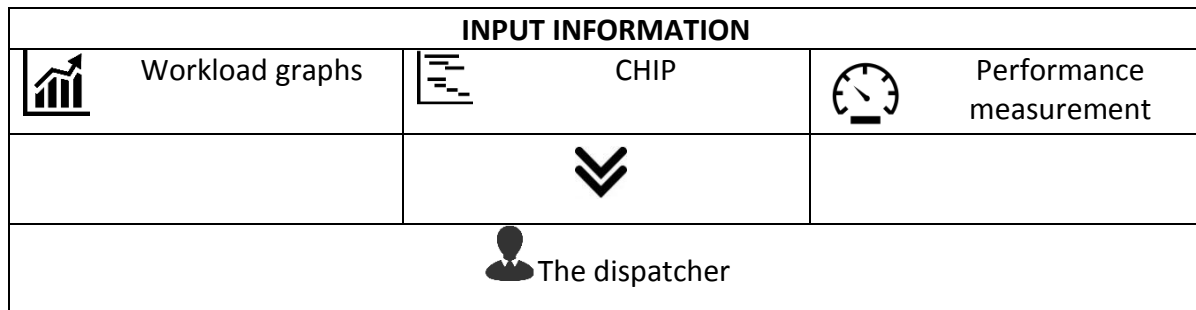 INPUT INFORMATION
Workload graphs
CHIP
Performance
measurement
The dispatcher